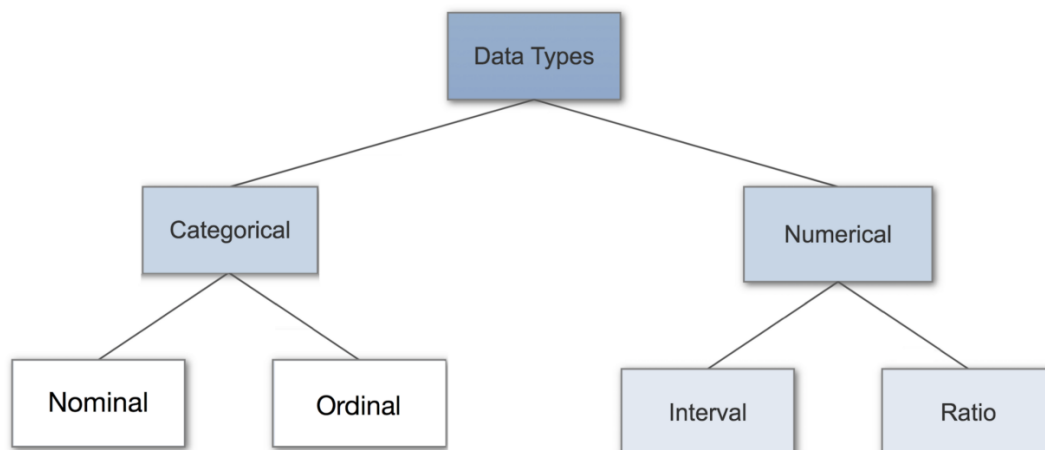 Data Types
Categorical
Numerical
Nominal
Ordinal
Interval
Ratio